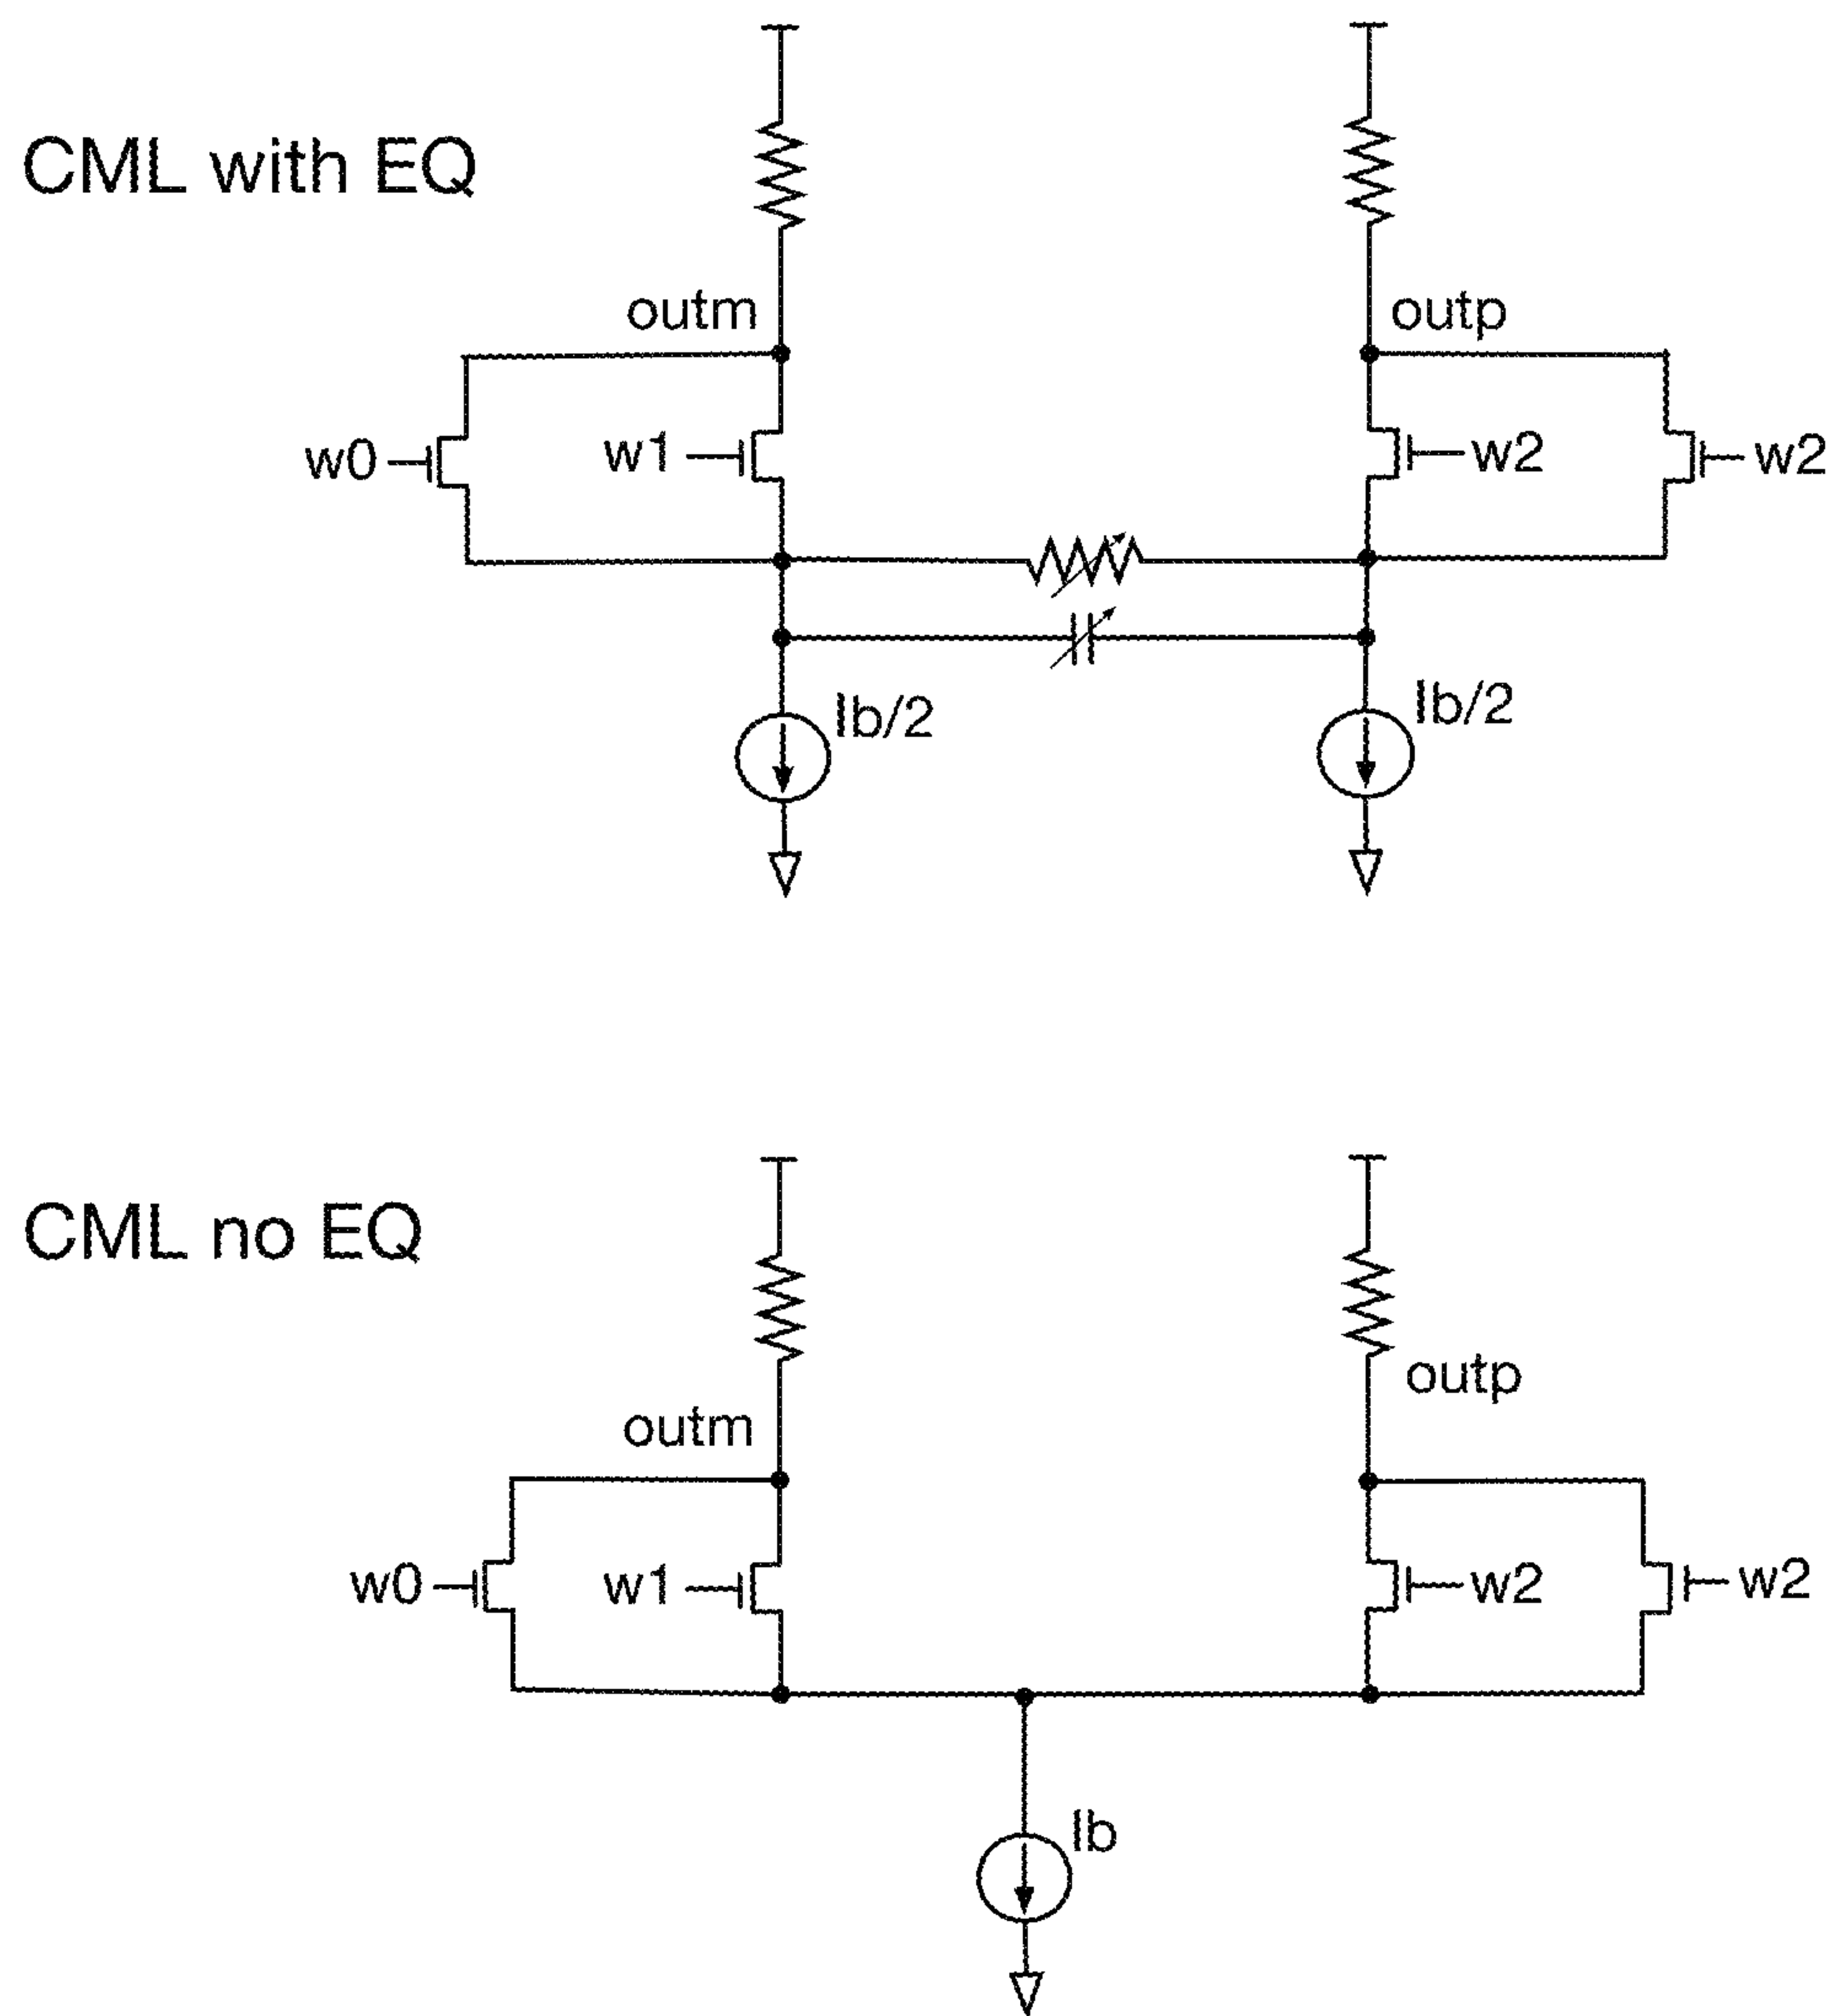 CML with EQ
outm
outp
w0
w1
w2
w2
Ib/2
Ib/2
CML no EQ
outp
outm
w0
w1
w2
w2
Ib